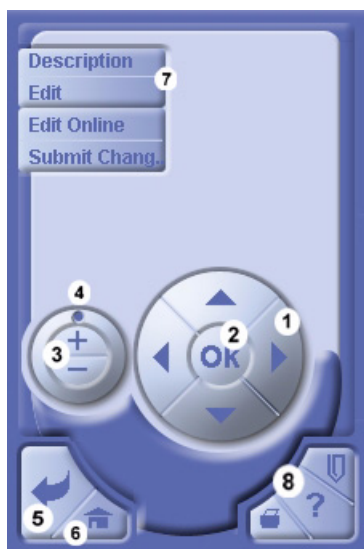 Description
7
Edit
Edit Online
Submit Chang.
4
1
+
2
OK
3
−
8
?
5
6